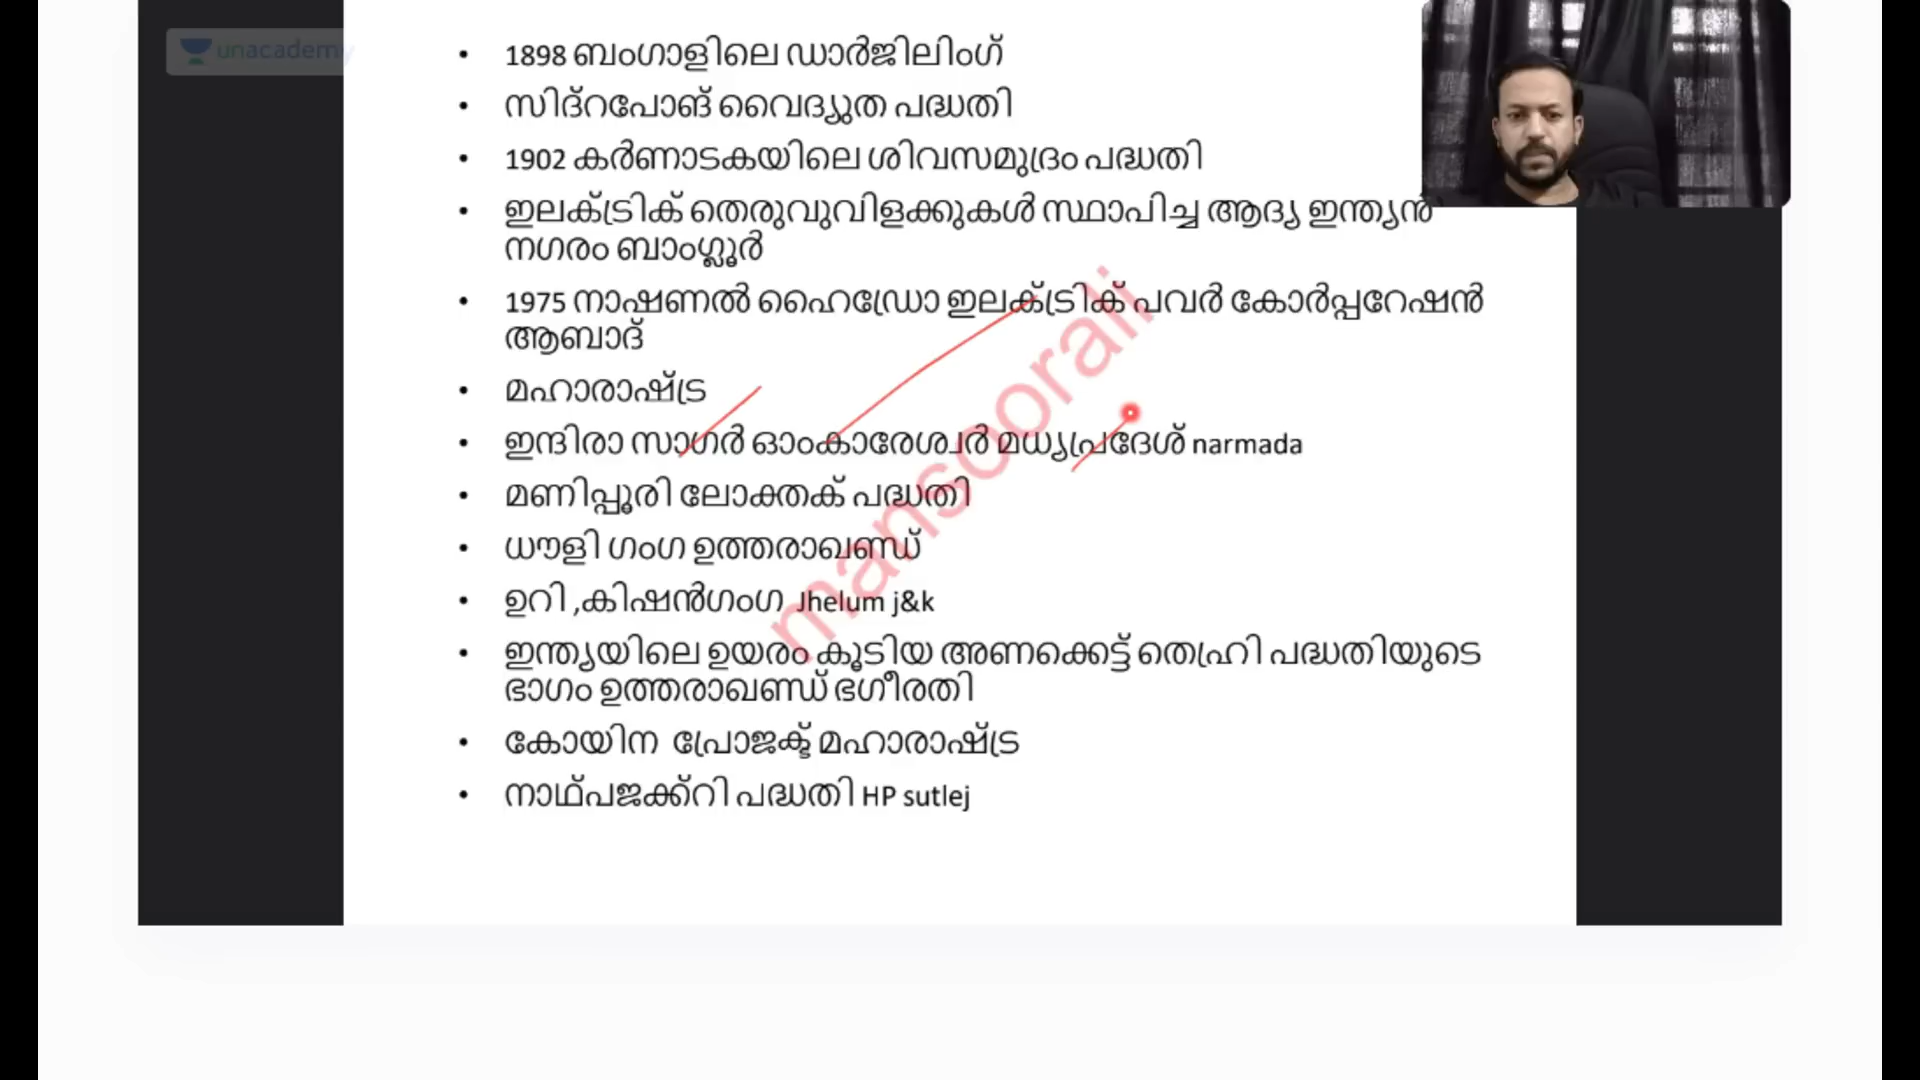 unacademy
1898 ബംഗാളിലെ ഡാർജിലിംഗ്
സിദ്റപോങ് വൈദ്യുത പദ്ധതി
1902 കർണാടകയിലെ ശിവസമുദ്രം പദ്ധതി
ഇലക്ട്രിക് തെരുവുവിളക്കുകൾ സ്ഥാപിച്ച ആദ്യ ഇന്ത്യൻ
നഗരം ബാംഗ്ലൂർ
1975 നാഷണൽ ഹൈഡ്രോ ഇലക്ട്രിക് പവർ കോർപ്പറേഷൻ
ആബാദ്
മഹാരാഷ്ട്ര
ഇന്ദിരാ സാഗർ ഓംകാരേശ്വർ മധ്യപ്രദേശ് narmada
മണിപ്പൂരി ലോക്തക് പദ്ധതി
ധൗളി ഗംഗ ഉത്തരാഖണ്ഡ്
ഉറി ,കിഷൻഗംഗ Jhelum j&k
ഇന്ത്യയിലെ ഉയരം കൂടിയ അണക്കെട്ട് തെഹ്രി പദ്ധതിയുടെ
ഭാഗം ഉത്തരാഖണ്ഡ് ഭഗീരതി
കോയിന പ്രോജക്ട് മഹാരാഷ്ട്ര
നാഥ്പജക്ക്റി പദ്ധതി HP sutlej
mansoorali